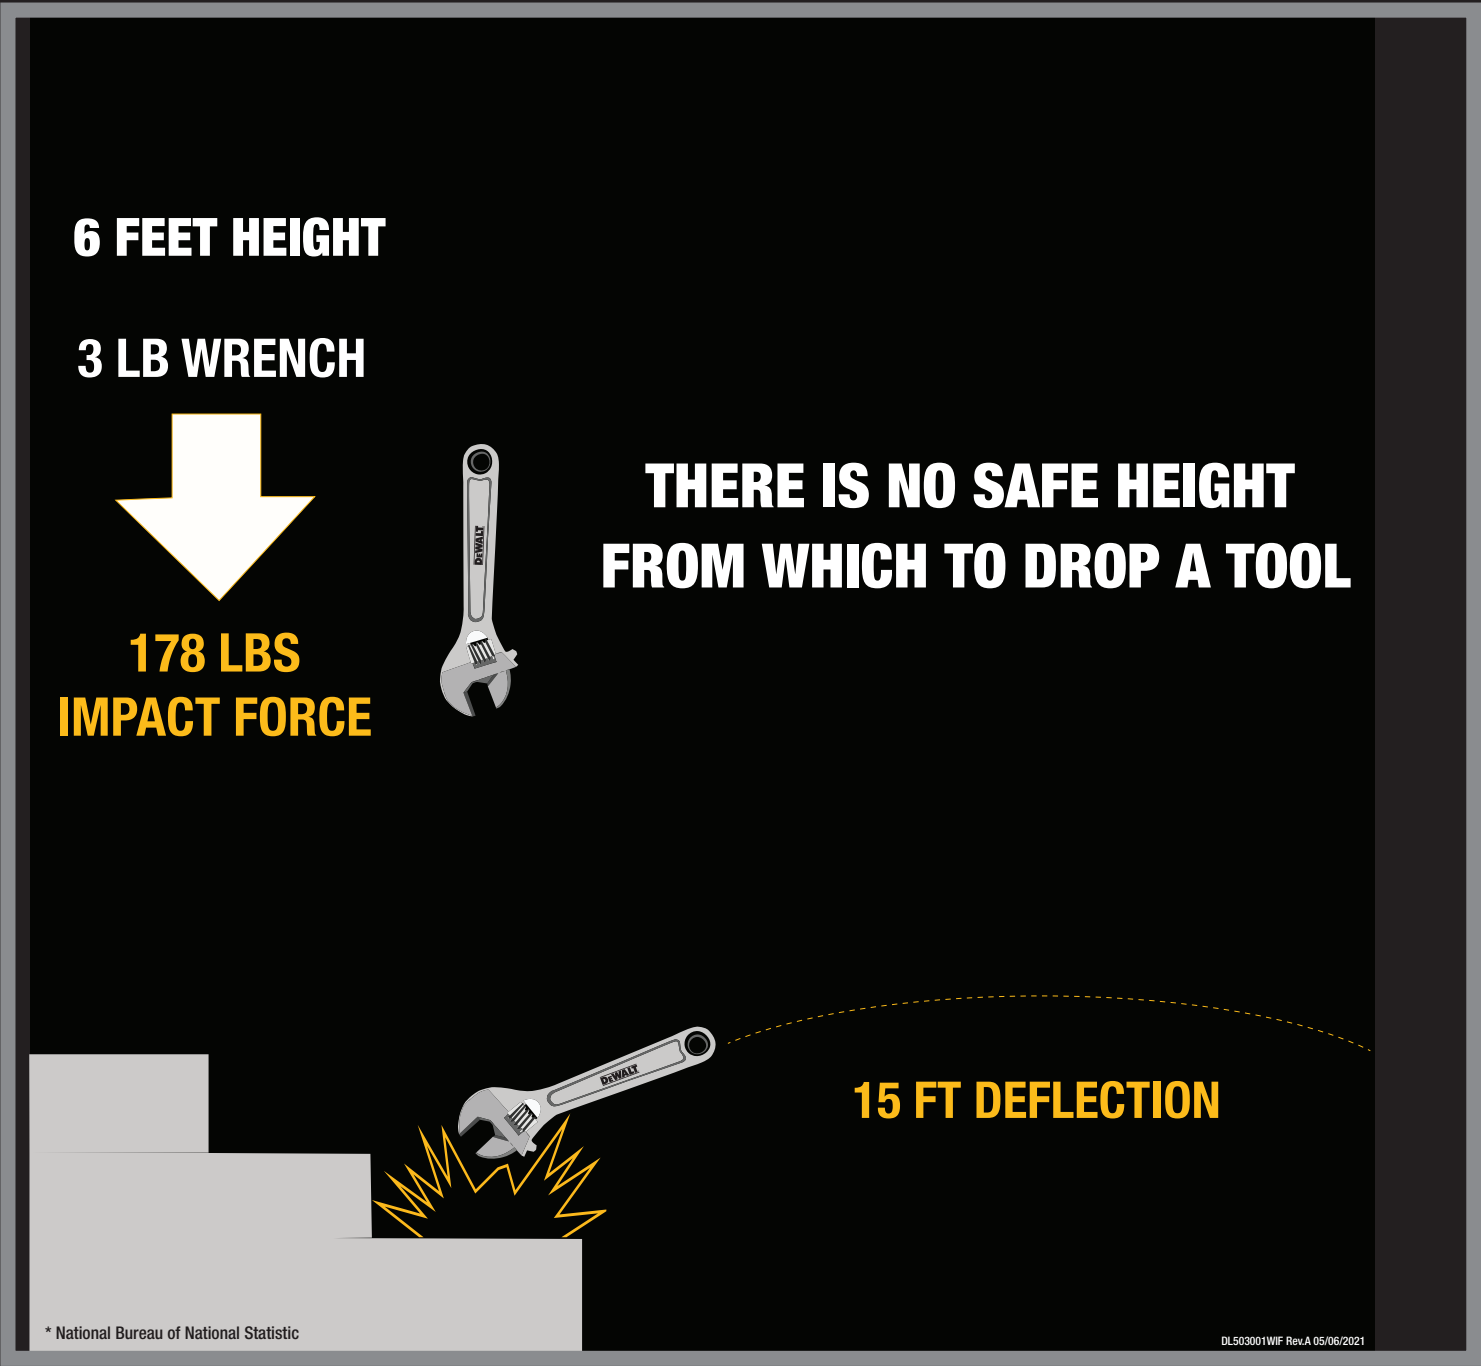 6 FEET HEIGHT
3 LB WRENCH
178 LBS
IMPACT FORCE
DEWALT
THERE IS NO SAFE HEIGHT
FROM WHICH TO DROP A TOOL
DEWALT
15 FT DEFLECTION
* National Bureau of National Statistic
DL503001WIF Rev.A 05/06/2021